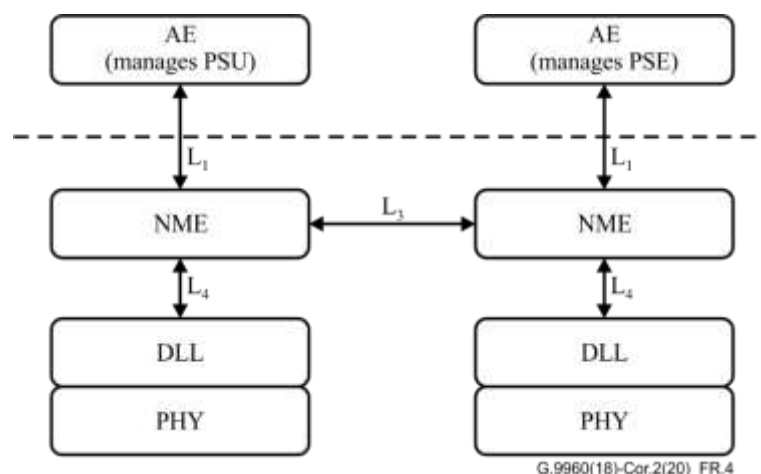 AE
(manages PSU)
AE
(manages PSE)
L₁
L₁
NME
L₃
NME
L₄
L₄
DLL
DLL
PHY
PHY
G.9960(18)-Cor.2(20)_FR.4